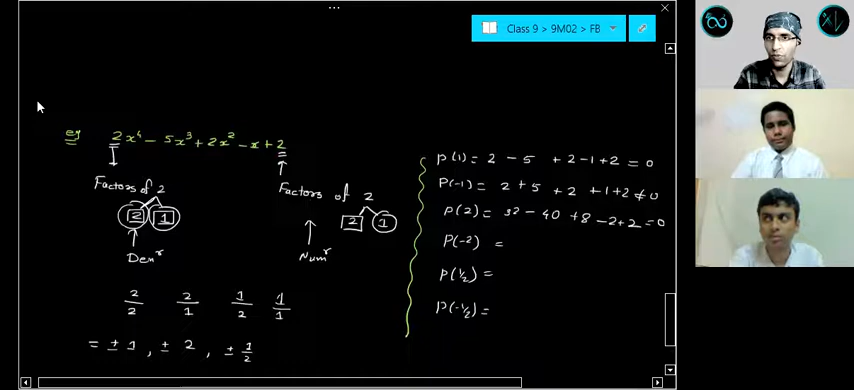 Class 9 > 9M02 > FB
eg 2x⁴ - 5x³ + 2x² - x + 2
Factors of 2
2 1
Denʳ
Factors of 2
2 1
Numʳ
2/2 2/1 1/2 1/1
= ± 1, ± 2, ± 1/2
P(1) = 2 - 5 + 2 - 1 + 2 = 0
P(-1) = 2 + 5 + 2 + 1 + 2 ≠ 0
P(2) = 32 - 40 + 8 - 2 + 2 = 0
P(-2) =
P(1/2) =
P(-1/2) =